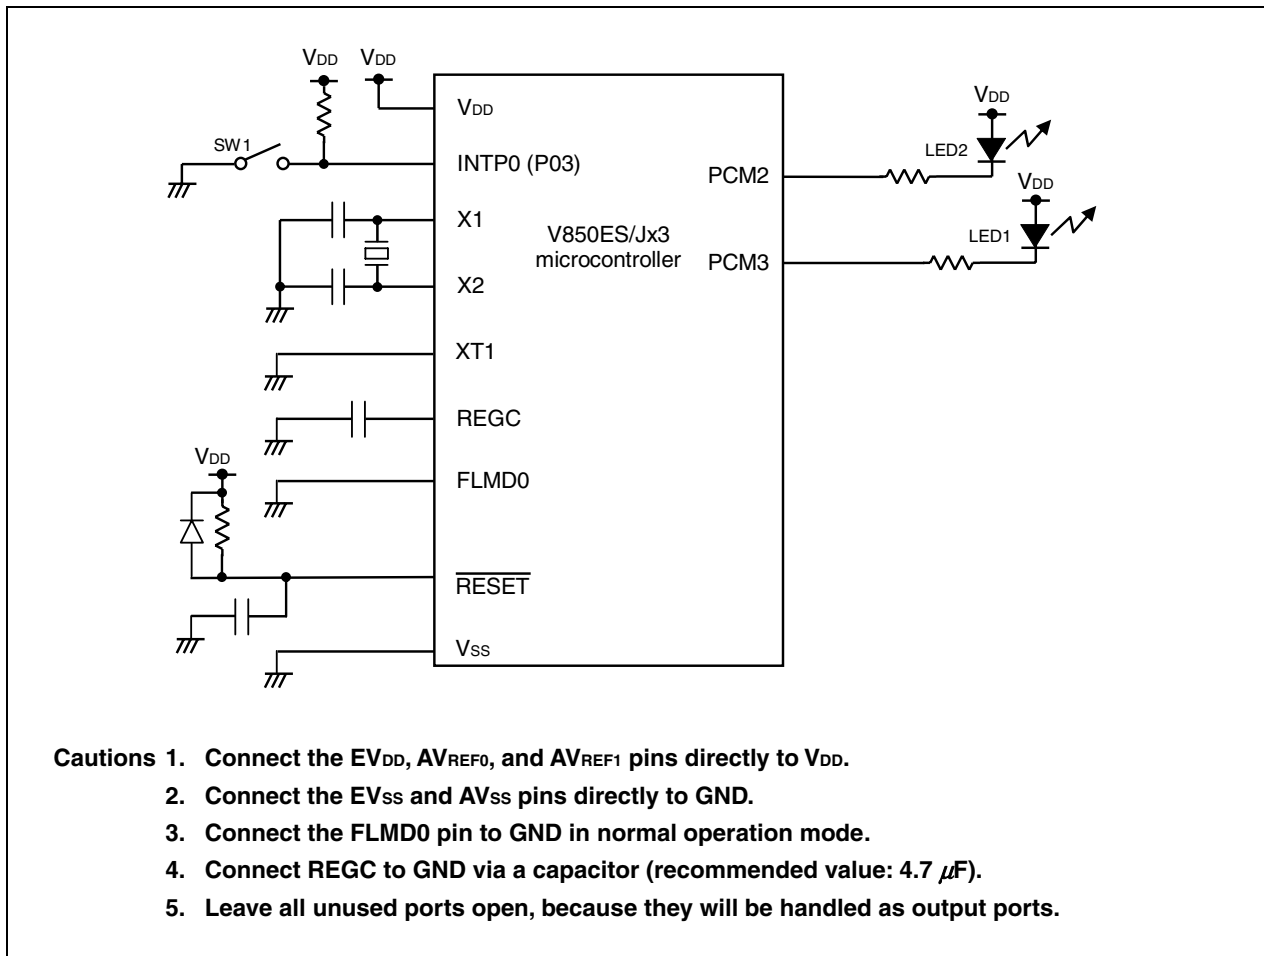 VDD VDD
VDD
SW1
INTP0 (P03)
VDD
LED2
PCM2
VDD
X1
V850ES/Jx3
microcontroller
LED1
PCM3
X2
XT1
REGC
VDD
FLMD0
RESET
VSS
Cautions 1. Connect the EVDD, AVREF0, and AVREF1 pins directly to VDD.
2. Connect the EVSS and AVSS pins directly to GND.
3. Connect the FLMD0 pin to GND in normal operation mode.
4. Connect REGC to GND via a capacitor (recommended value: 4.7 μF).
5. Leave all unused ports open, because they will be handled as output ports.